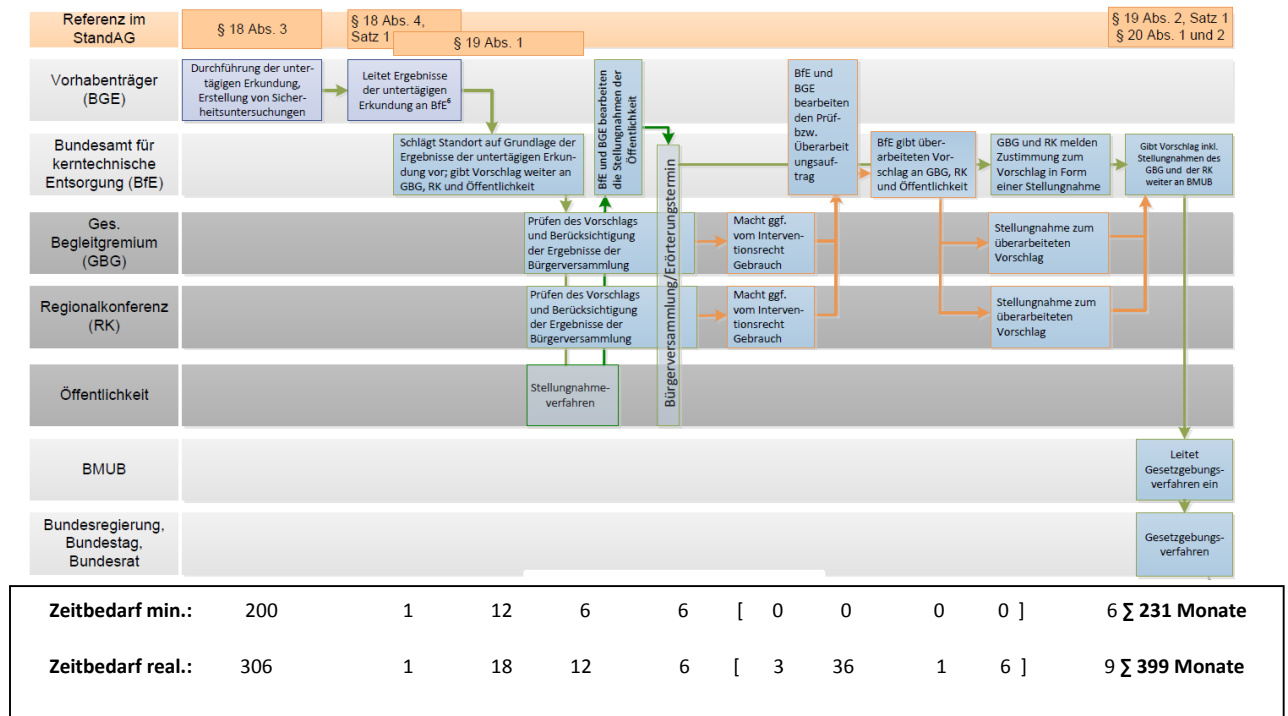 Referenz im
StandAG
§ 18 Abs. 3
§ 18 Abs. 4,
Satz 1
§ 19 Abs. 1
§ 19 Abs. 2, Satz 1
§ 20 Abs. 1 und 2
Vorhabenträger
(BGE)
Durchführung der unter-
tägigen Erkundung,
Erstellung von Sicher-
heitsuntersuchungen
Leitet Ergebnisse
der untertägigen
Erkundung an BfE⁶
BfE und BGE bearbeiten
die Stellungnahmen der
Öffentlichkeit
BfE und
BGE
bearbeiten
den Prüf-
bzw.
Überarbeit
ungsauf-
trag
Bundesamt für
kerntechnische
Entsorgung (BfE)
Schlägt Standort auf Grundlage der
Ergebnisse der untertägigen Erkun-
dung vor; gibt Vorschlag weiter an
GBG, RK und Öffentlichkeit
Bürgerversammlung/Erörterungstermin
BfE gibt über-
arbeiteten Vor-
schlag an GBG, RK
und Öffentlichkeit
GBG und RK melden
Zustimmung zum
Vorschlag in Form
einer Stellungnahme
Gibt Vorschlag inkl.
Stellungnahmen des
GBG und der RK
weiter an BMUB
Ges.
Begleitgremium
(GBG)
Prüfen des Vorschlags
und Berücksichtigung
der Ergebnisse der
Bürgerversammlung
Macht ggf.
vom Interven-
tionsrecht
Gebrauch
Stellungnahme zum
überarbeiteten
Vorschlag
Regionalkonferenz
(RK)
Prüfen des Vorschlags
und Berücksichtigung
der Ergebnisse der
Bürgerversammlung
Macht ggf.
vom Interven-
tionsrecht
Gebrauch
Stellungnahme zum
überarbeiteten
Vorschlag
Öffentlichkeit
Stellungnahme-
verfahren
BMUB
Leitet
Gesetzgebungs-
verfahren ein
Bundesregierung,
Bundestag,
Bundesrat
Gesetzgebungs-
verfahren
Zeitbedarf min.: 200 1 12 6 6 [ 0 0 0 0 ] 6 ∑ 231 Monate
Zeitbedarf real.: 306 1 18 12 6 [ 3 36 1 6 ] 9 ∑ 399 Monate